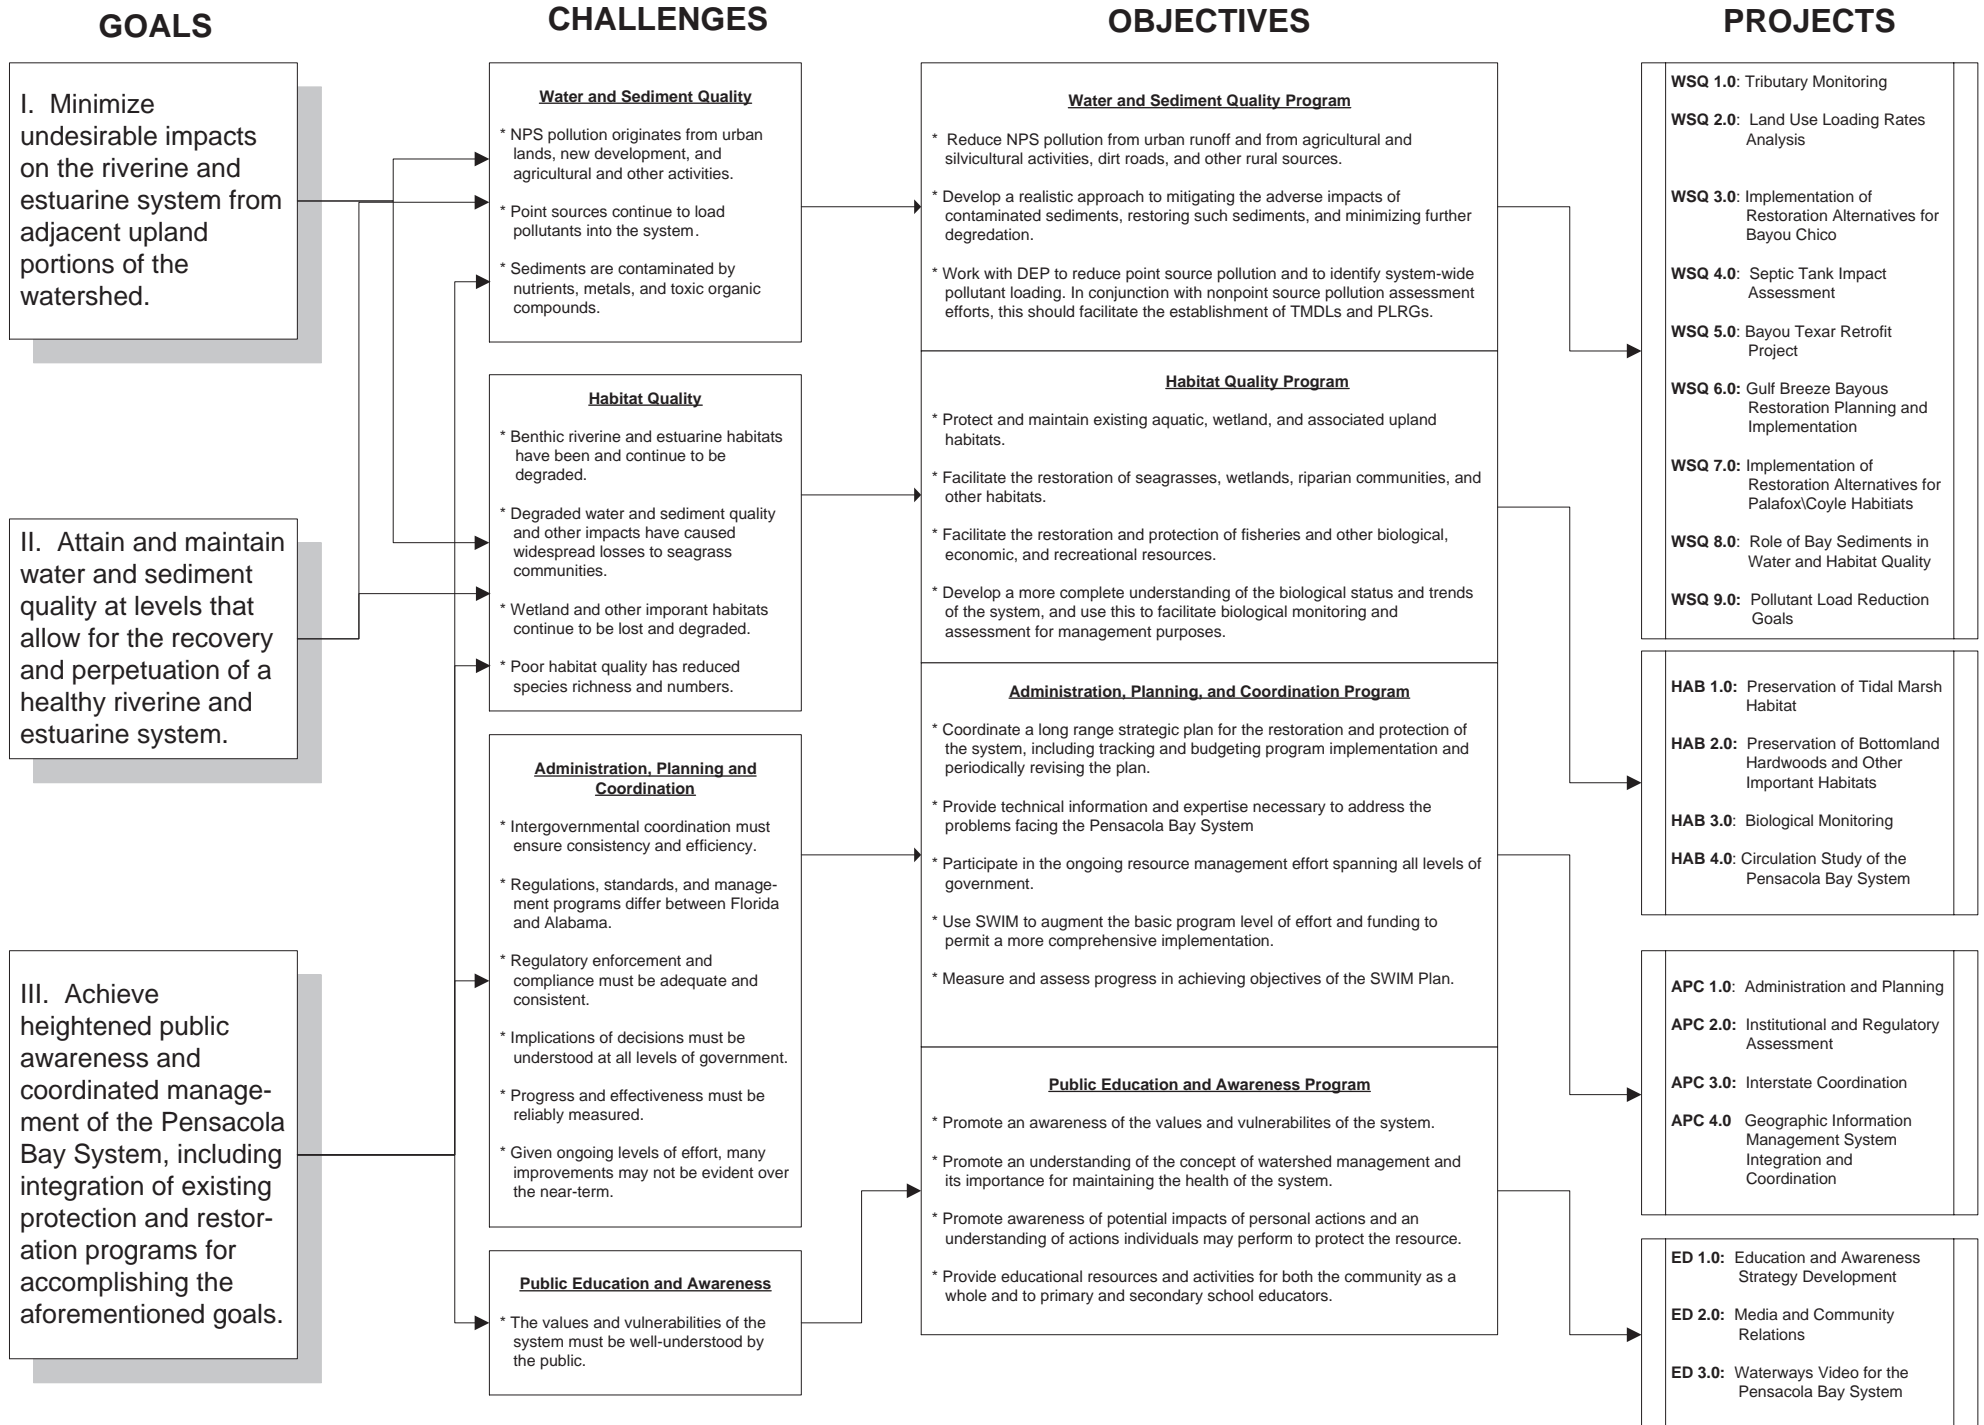 GOALS
I. Minimize
undesirable impacts
on the riverine and
estuarine system from
adjacent upland
portions of the
watershed.
II. Attain and maintain
water and sediment
quality at levels that
allow for the recovery
and perpetuation of a
healthy riverine and
estuarine system.
III. Achieve
heightened public
awareness and
coordinated manage-
ment of the Pensacola
Bay System, including
integration of existing
protection and restor-
ation programs for
accomplishing the
aforementioned goals.
CHALLENGES
Water and Sediment Quality
* NPS pollution originates from urban
lands, new development, and
agricultural and other activities.
* Point sources continue to load
pollutants into the system.
* Sediments are contaminated by
nutrients, metals, and toxic organic
compounds.
Habitat Quality
* Benthic riverine and estuarine habitats
have been and continue to be
degraded.
* Degraded water and sediment quality
and other impacts have caused
widespread losses to seagrass
communities.
* Wetland and other imporant habitats
continue to be lost and degraded.
* Poor habitat quality has reduced
species richness and numbers.
Administration, Planning and
Coordination
* Intergovernmental coordination must
ensure consistency and efficiency.
* Regulations, standards, and manage-
ment programs differ between Florida
and Alabama.
* Regulatory enforcement and
compliance must be adequate and
consistent.
* Implications of decisions must be
understood at all levels of government.
* Progress and effectiveness must be
reliably measured.
* Given ongoing levels of effort, many
improvements may not be evident over
the near-term.
Public Education and Awareness
* The values and vulnerabilities of the
system must be well-understood by
the public.
OBJECTIVES
Water and Sediment Quality Program
* Reduce NPS pollution from urban runoff and from agricultural and
silvicultural activities, dirt roads, and other rural sources.
* Develop a realistic approach to mitigating the adverse impacts of
contaminated sediments, restoring such sediments, and minimizing further
degredation.
* Work with DEP to reduce point source pollution and to identify system-wide
pollutant loading. In conjunction with nonpoint source pollution assessment
efforts, this should facilitate the establishment of TMDLs and PLRGs.
Habitat Quality Program
* Protect and maintain existing aquatic, wetland, and associated upland
habitats.
* Facilitate the restoration of seagrasses, wetlands, riparian communities, and
other habitats.
* Facilitate the restoration and protection of fisheries and other biological,
economic, and recreational resources.
* Develop a more complete understanding of the biological status and trends
of the system, and use this to facilitate biological monitoring and
assessment for management purposes.
Administration, Planning, and Coordination Program
* Coordinate a long range strategic plan for the restoration and protection of
the system, including tracking and budgeting program implementation and
periodically revising the plan.
* Provide technical information and expertise necessary to address the
problems facing the Pensacola Bay System
* Participate in the ongoing resource management effort spanning all levels of
government.
* Use SWIM to augment the basic program level of effort and funding to
permit a more comprehensive implementation.
* Measure and assess progress in achieving objectives of the SWIM Plan.
Public Education and Awareness Program
* Promote an awareness of the values and vulnerabilites of the system.
* Promote an understanding of the concept of watershed management and
its importance for maintaining the health of the system.
* Promote awareness of potential impacts of personal actions and an
understanding of actions individuals may perform to protect the resource.
* Provide educational resources and activities for both the community as a
whole and to primary and secondary school educators.
PROJECTS
WSQ 1.0: Tributary Monitoring
WSQ 2.0: Land Use Loading Rates
Analysis
WSQ 3.0: Implementation of
Restoration Alternatives for
Bayou Chico
WSQ 4.0: Septic Tank Impact
Assessment
WSQ 5.0: Bayou Texar Retrofit
Project
WSQ 6.0: Gulf Breeze Bayous
Restoration Planning and
Implementation
WSQ 7.0: Implementation of
Restoration Alternatives for
Palafox\Coyle Habitiats
WSQ 8.0: Role of Bay Sediments in
Water and Habitat Quality
WSQ 9.0: Pollutant Load Reduction
Goals
HAB 1.0: Preservation of Tidal Marsh
Habitat
HAB 2.0: Preservation of Bottomland
Hardwoods and Other
Important Habitats
HAB 3.0: Biological Monitoring
HAB 4.0: Circulation Study of the
Pensacola Bay System
APC 1.0: Administration and Planning
APC 2.0: Institutional and Regulatory
Assessment
APC 3.0: Interstate Coordination
APC 4.0 Geographic Information
Management System
Integration and
Coordination
ED 1.0: Education and Awareness
Strategy Development
ED 2.0: Media and Community
Relations
ED 3.0: Waterways Video for the
Pensacola Bay System